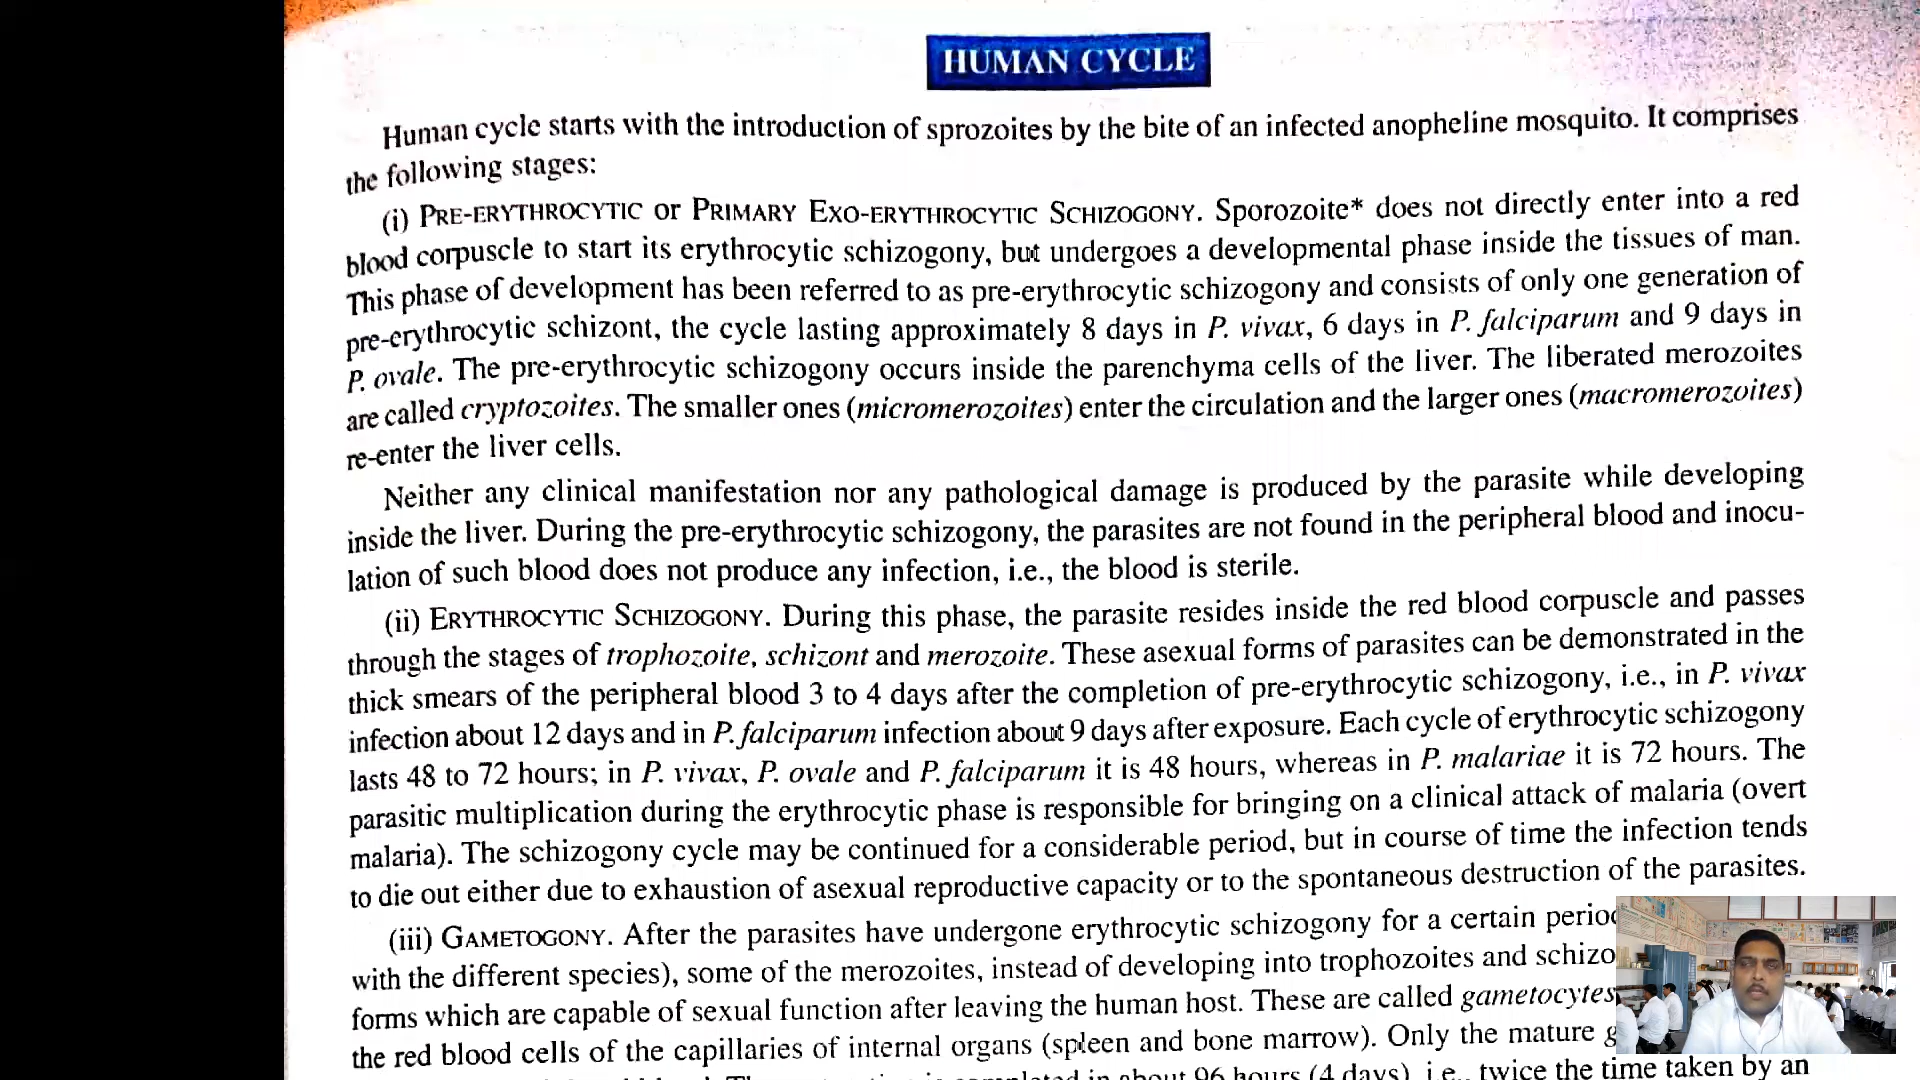 HUMAN CYCLE
Human cycle starts with the introduction of sprozoites by the bite of an infected anopheline mosquito. It comprises
the following stages:
(i) PRE-ERYTHROCYTIC or PRIMARY EXO-ERYTHROCYTIC SCHIZOGONY. Sporozoite* does not directly enter into a red
blood corpuscle to start its erythrocytic schizogony, but undergoes a developmental phase inside the tissues of man.
This phase of development has been referred to as pre-erythrocytic schizogony and consists of only one generation of
pre-erythrocytic schizont, the cycle lasting approximately 8 days in P. vivax, 6 days in P. falciparum and 9 days in
P. ovale. The pre-erythrocytic schizogony occurs inside the parenchyma cells of the liver. The liberated merozoites
are called cryptozoites. The smaller ones (micromerozoites) enter the circulation and the larger ones (macromerozoites)
re-enter the liver cells.
Neither any clinical manifestation nor any pathological damage is produced by the parasite while developing
inside the liver. During the pre-erythrocytic schizogony, the parasites are not found in the peripheral blood and inocu-
lation of such blood does not produce any infection, i.e., the blood is sterile.
(ii) ERYTHROCYTIC SCHIZOGONY. During this phase, the parasite resides inside the red blood corpuscle and passes
through the stages of trophozoite, schizont and merozoite. These asexual forms of parasites can be demonstrated in the
thick smears of the peripheral blood 3 to 4 days after the completion of pre-erythrocytic schizogony, i.e., in P. vivax
infection about 12 days and in P. falciparum infection about 9 days after exposure. Each cycle of erythrocytic schizogony
lasts 48 to 72 hours; in P. vivax, P. ovale and P. falciparum it is 48 hours, whereas in P. malariae it is 72 hours. The
parasitic multiplication during the erythrocytic phase is responsible for bringing on a clinical attack of malaria (overt
malaria). The schizogony cycle may be continued for a considerable period, but in course of time the infection tends
to die out either due to exhaustion of asexual reproductive capacity or to the spontaneous destruction of the parasites.
(iii) GAMETOGONY. After the parasites have undergone erythrocytic schizogony for a certain perio
with the different species), some of the merozoites, instead of developing into trophozoites and schizo
forms which are capable of sexual function after leaving the human host. These are called gametocytes
the red blood cells of the capillaries of internal organs (spleen and bone marrow). Only the mature g
in about 96 hours (4 days), i.e., twice the time taken by an